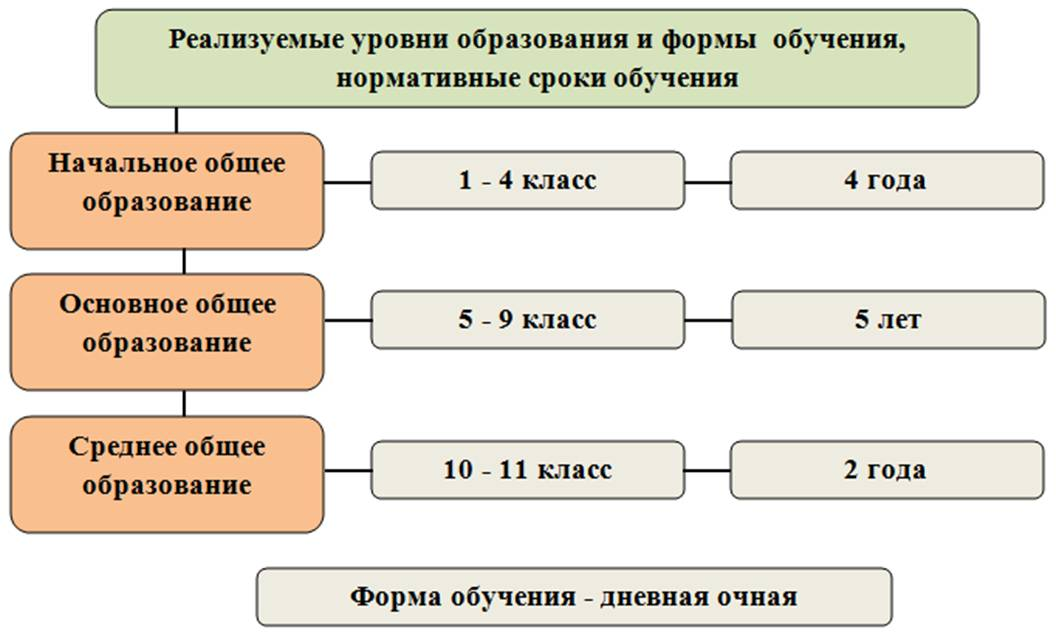 Реализуемые уровни образования и формы обучения,
нормативные сроки обучения
Начальное общее
образование
1 - 4 класс
4 года
Основное общее
образование
5 - 9 класс
5 лет
Среднее общее
образование
10 - 11 класс
2 года
Форма обучения - дневная очная